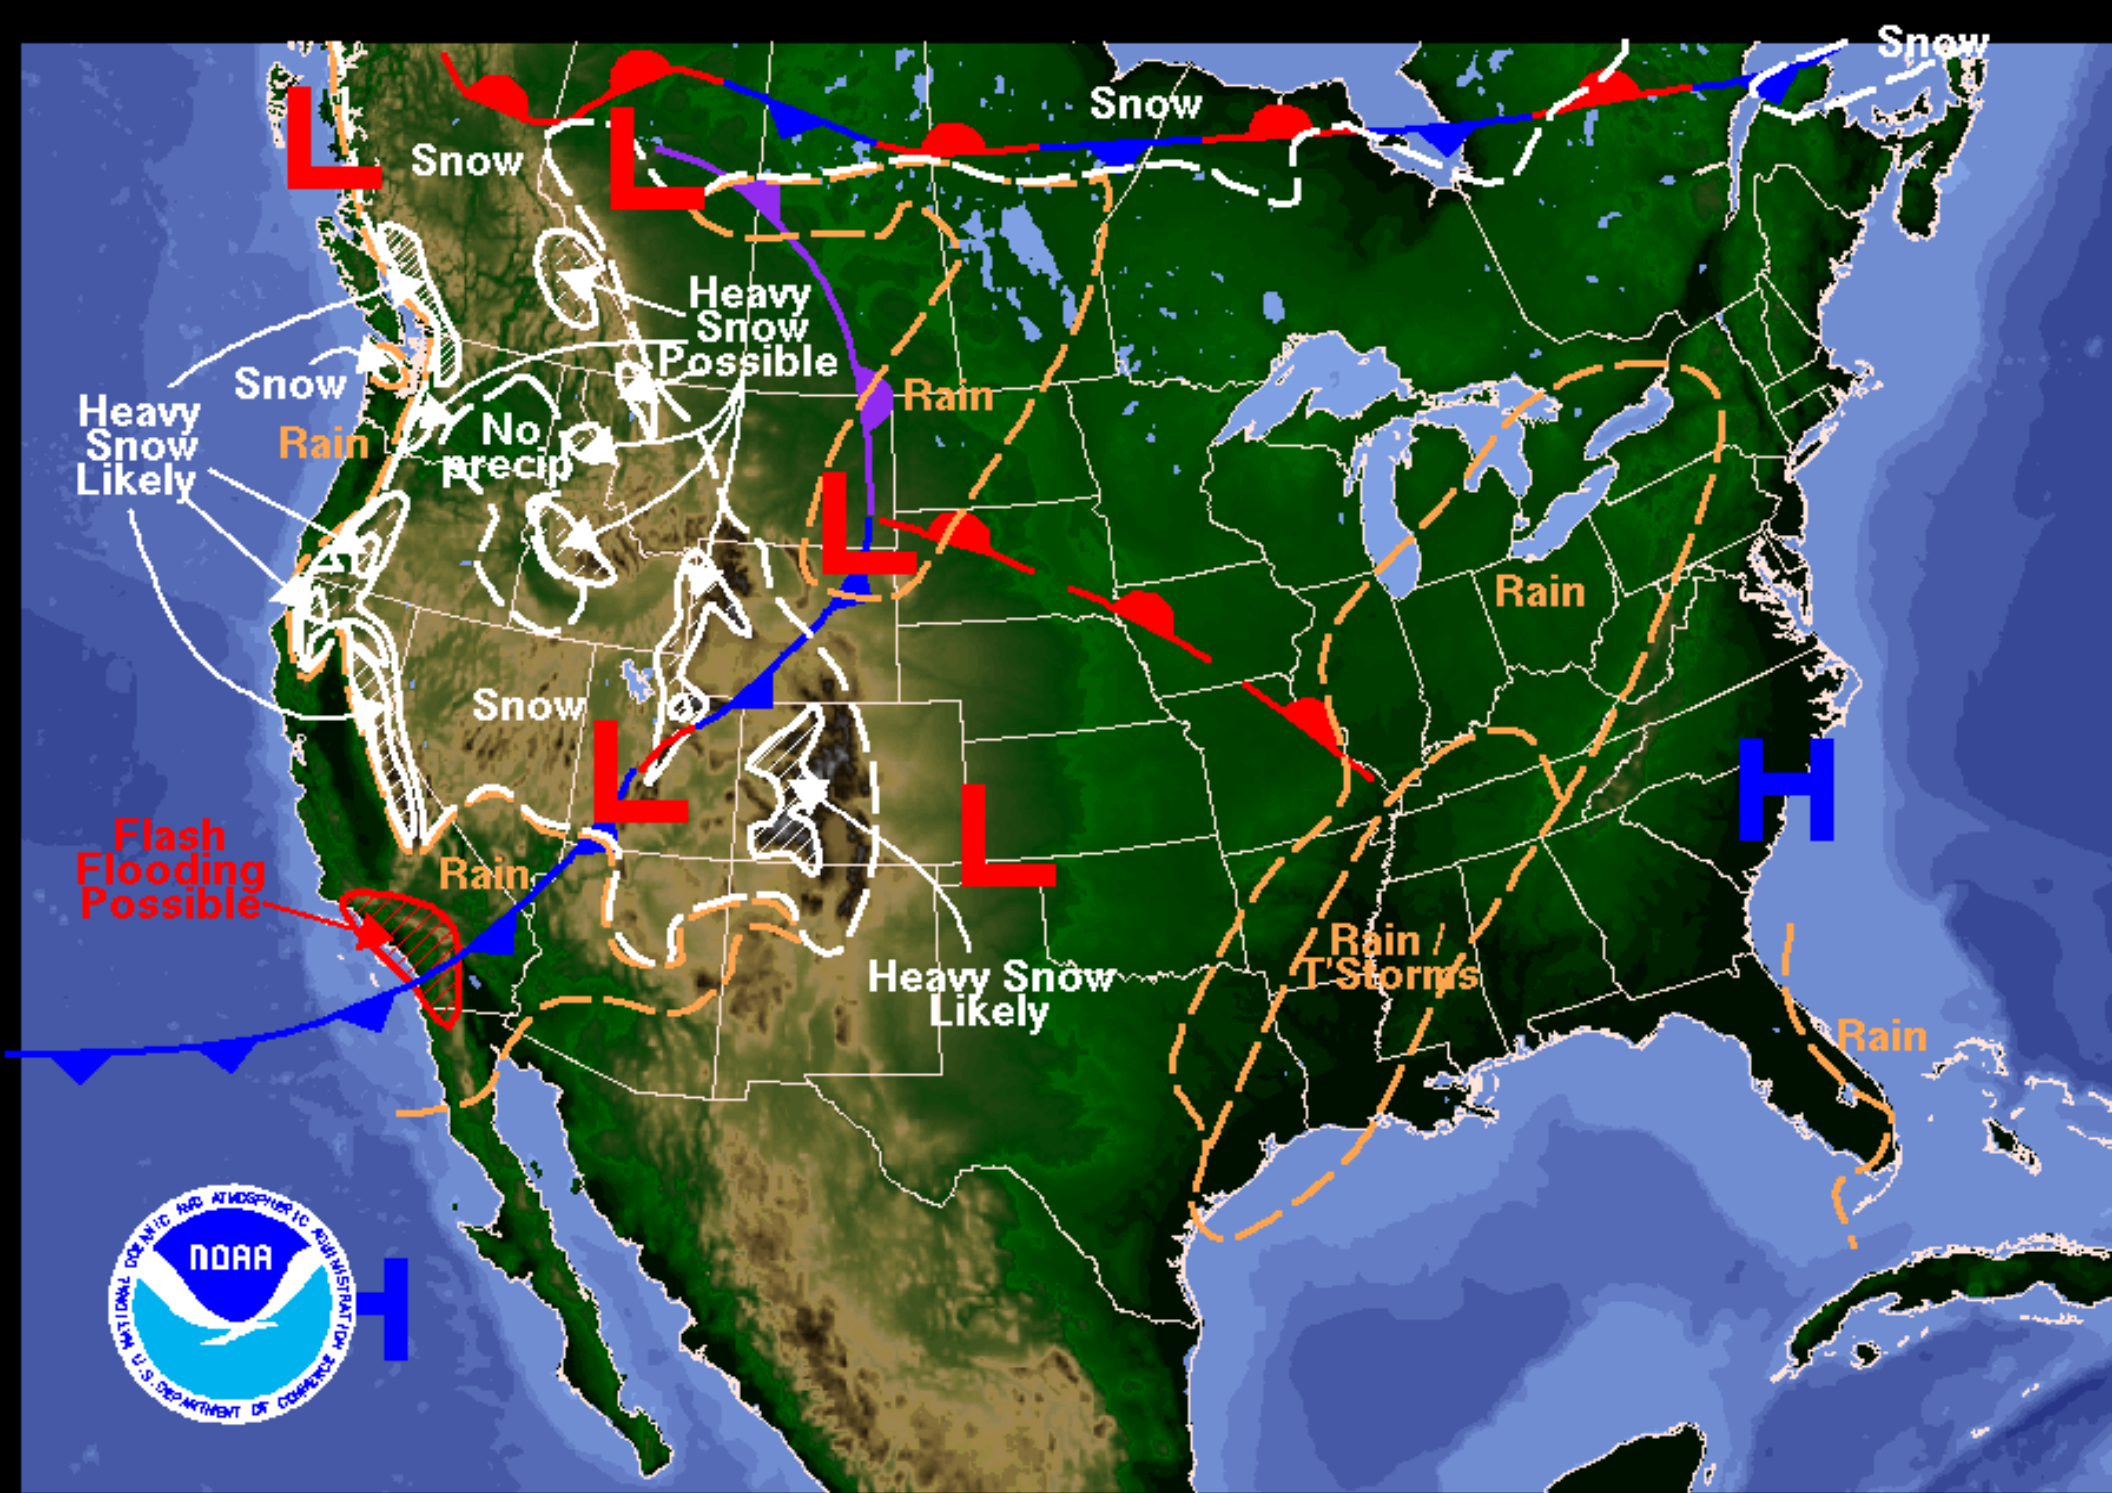 Snow
Snow
Snow
Heavy
Snow
Possible
Snow
Heavy
Snow
Likely
Rain
No
precip
Rain
Rain
Snow
Flash
Flooding
Possible
Rain
Rain /
T'Storms
Heavy Snow
Likely
Rain
L
L
L
L
L
H
H
NATIONAL OCEANIC AND ATMOSPHERIC ADMINISTRATION
NOAA
U.S. DEPARTMENT OF COMMERCE